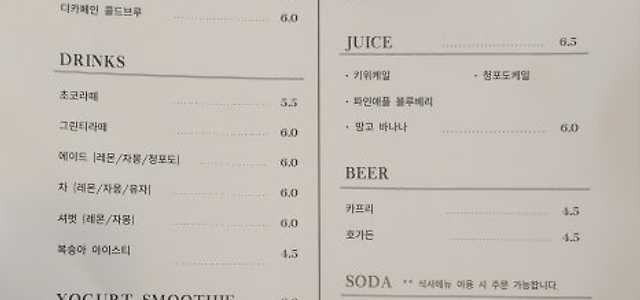 디카페인 콜드브루 6.0
DRINKS
초코라떼 5.5
그린티라떼 6.0
에이드 (레몬/자몽/청포도) 6.0
차 (레몬/자몽/유자) 6.0
셔벗 (레몬/자몽) 6.0
복숭아 아이스티 4.5
YOGURT SMOOTHIE
JUICE 6.5
· 키위케일 · 청포도케일
· 파인애플 블루베리
· 망고 바나나 6.0
BEER
카프리 4.5
호가든 4.5
SODA ** 식사메뉴 이용 시 주문 가능합니다